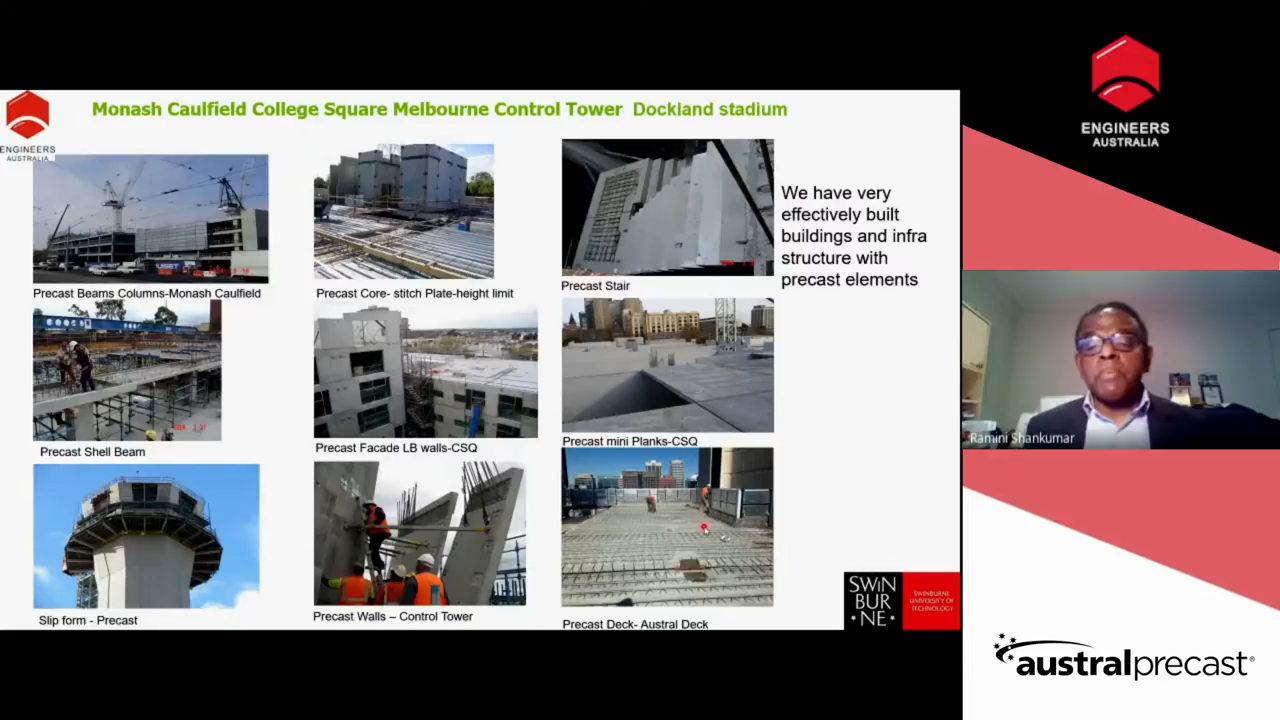 ENGINEERS
AUSTRALIA
Monash Caulfield College Square Melbourne Control Tower Dockland stadium
Precast Beams Columns-Monash Caulfield
Precast Core- stitch Plate-height limit
Precast Stair
We have very
effectively built
buildings and infra
structure with
precast elements
Precast Shell Beam
Precast Facade LB walls-CSQ
Precast mini Planks-CSQ
Slip form - Precast
Precast Walls – Control Tower
Precast Deck- Austral Deck
SWiN
BUR
NE
SWINBURNE
UNIVERSITY OF
TECHNOLOGY
ENGINEERS
AUSTRALIA
Ramini Shankumar
australprecast®